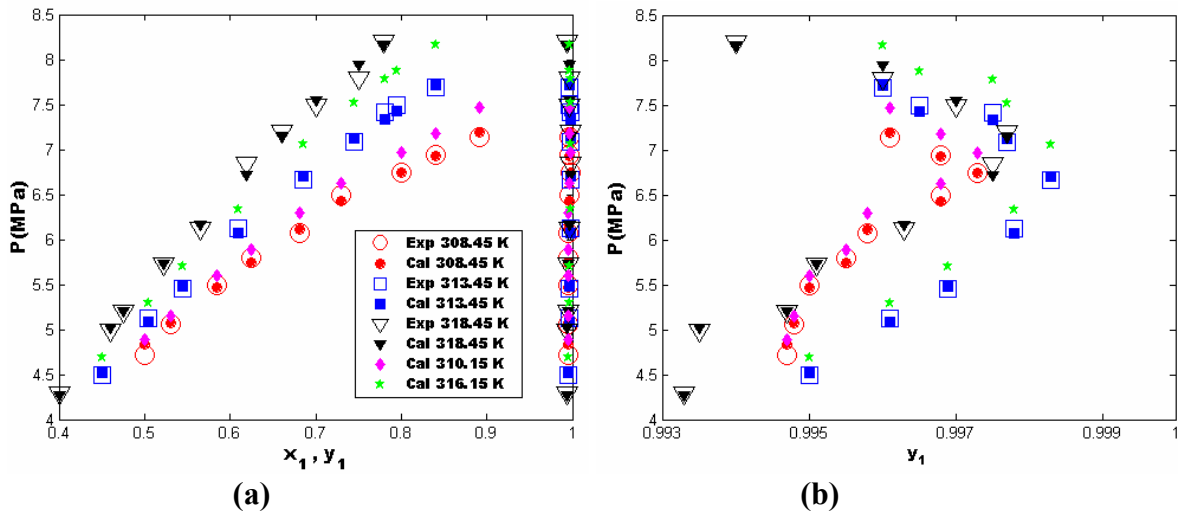 8.5
8
7.5
7
6.5
6
5.5
5
4.5
4
P(MPa)
0.4 0.5 0.6 0.7 0.8 0.9 1
x1 , y1
Exp 308.45 K
Cal 308.45 K
Exp 313.45 K
Cal 313.45 K
Exp 318.45 K
Cal 318.45 K
Cal 310.15 K
Cal 316.15 K
(a)
8.5
8
7.5
7
6.5
6
5.5
5
4.5
4
P(MPa)
0.993 0.995 0.997 0.999 1
y1
(b)